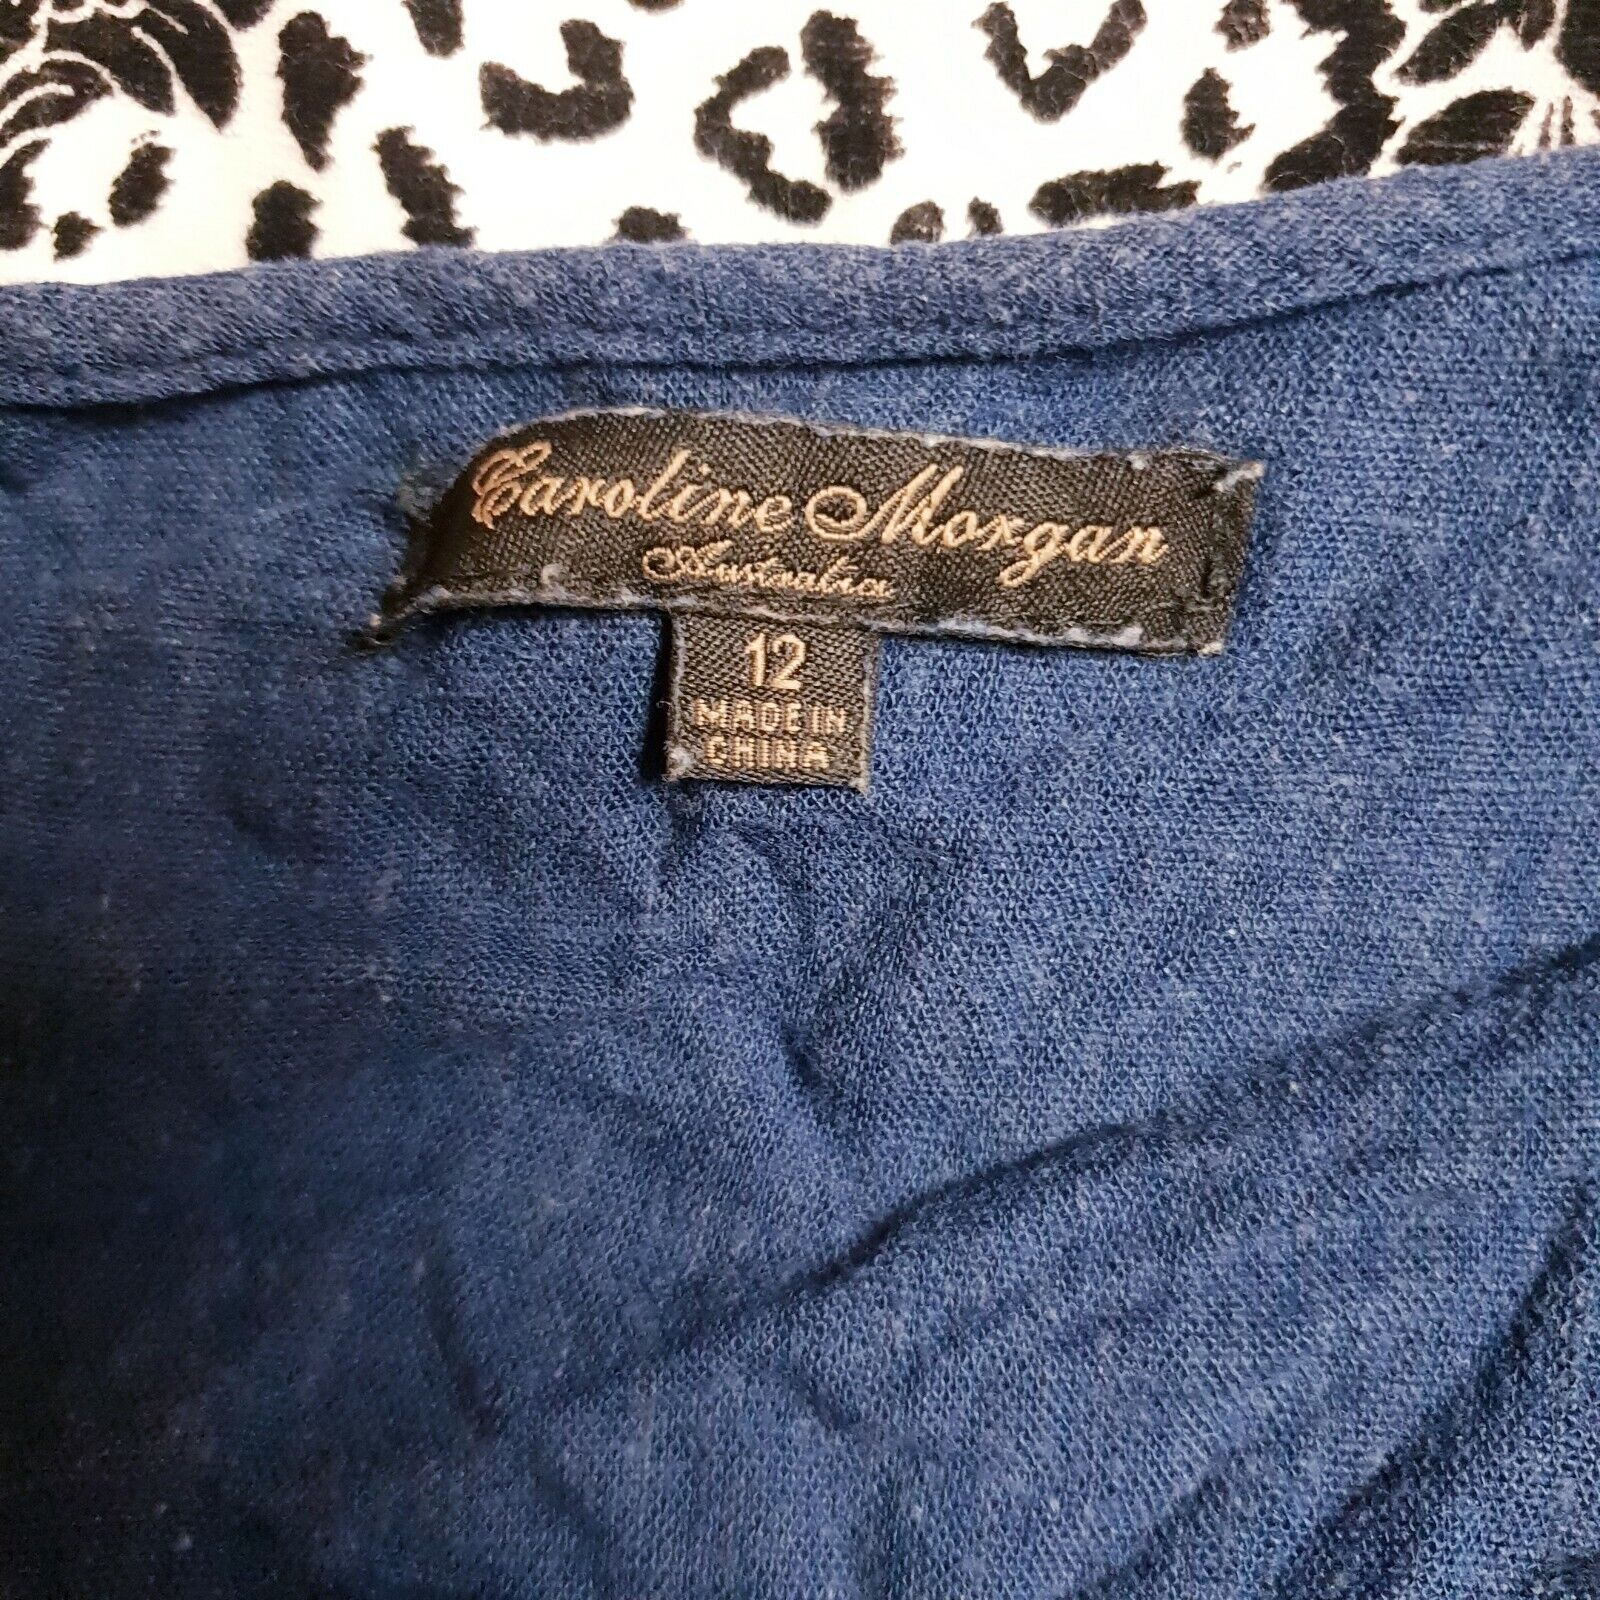 Caroline Morgan
Australia
12
MADE IN
CHINA